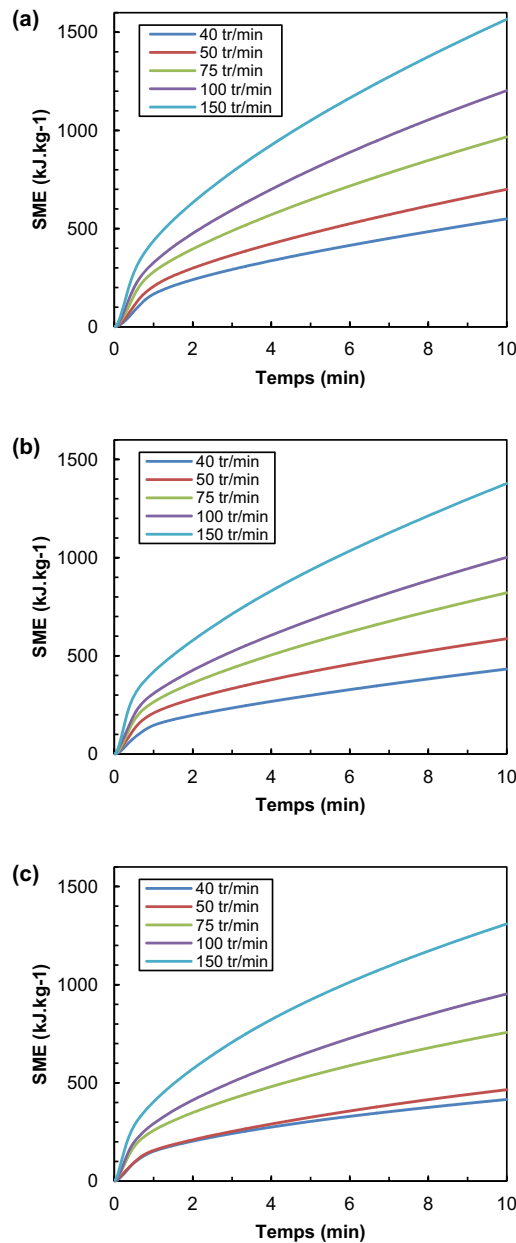 (a)
1500
1000
500
0
SME (kJ.kg-1)
40 tr/min
50 tr/min
75 tr/min
100 tr/min
150 tr/min
0 2 4 6 8 10
Temps (min)
(b)
1500
1000
500
0
SME (kJ.kg-1)
40 tr/min
50 tr/min
75 tr/min
100 tr/min
150 tr/min
0 2 4 6 8 10
Temps (min)
(c)
1500
1000
500
0
SME (kJ.kg-1)
40 tr/min
50 tr/min
75 tr/min
100 tr/min
150 tr/min
0 2 4 6 8 10
Temps (min)